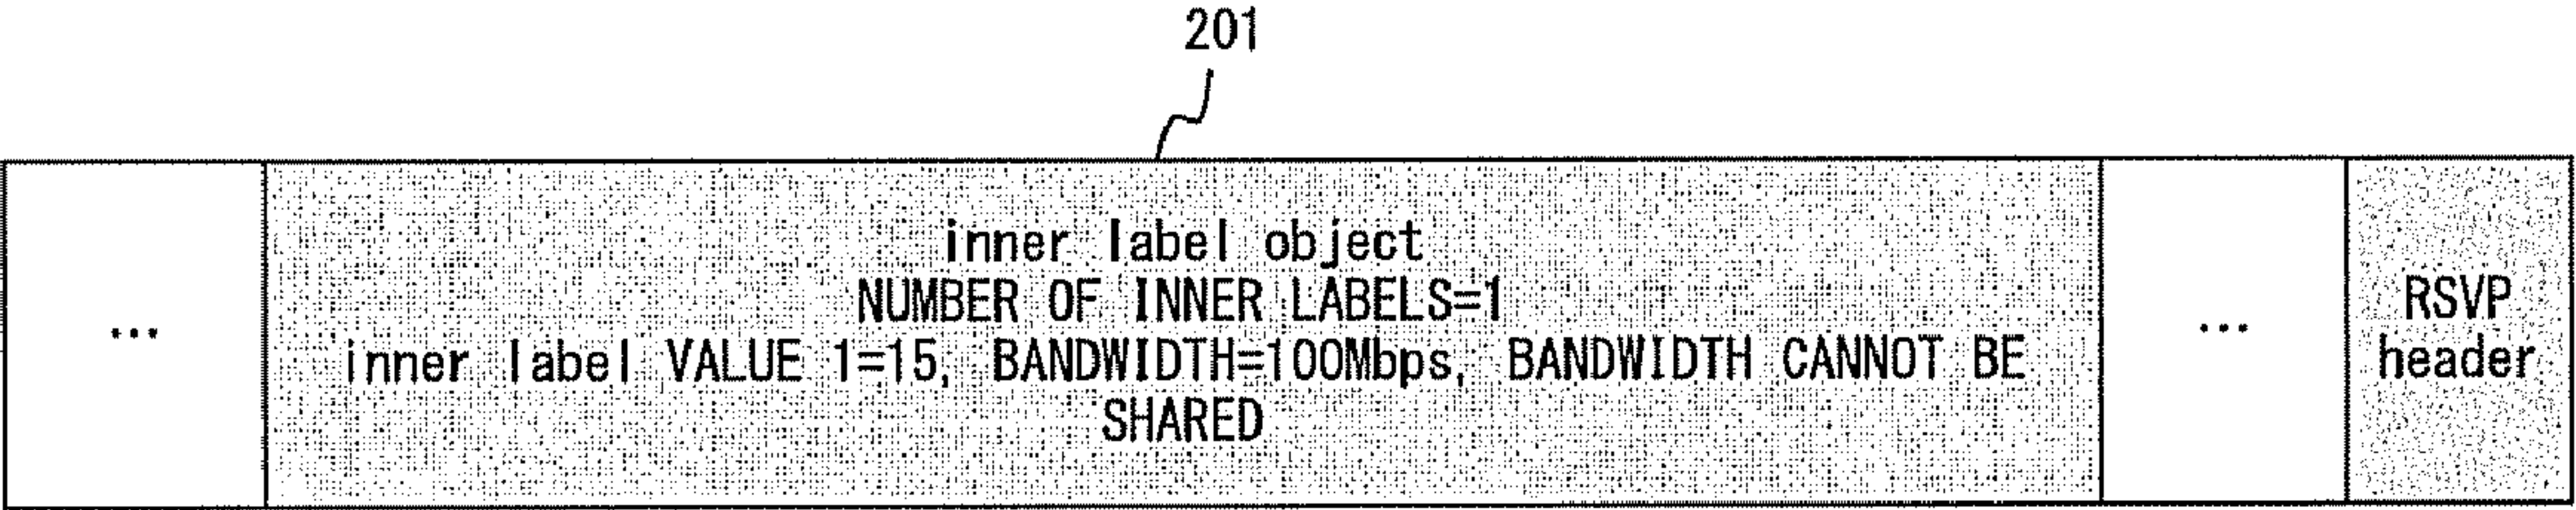 201
...
inner label object
NUMBER OF INNER LABELS=1
inner label VALUE 1=15, BANDWIDTH=100Mbps, BANDWIDTH CANNOT BE
SHARED
...
RSVP
header